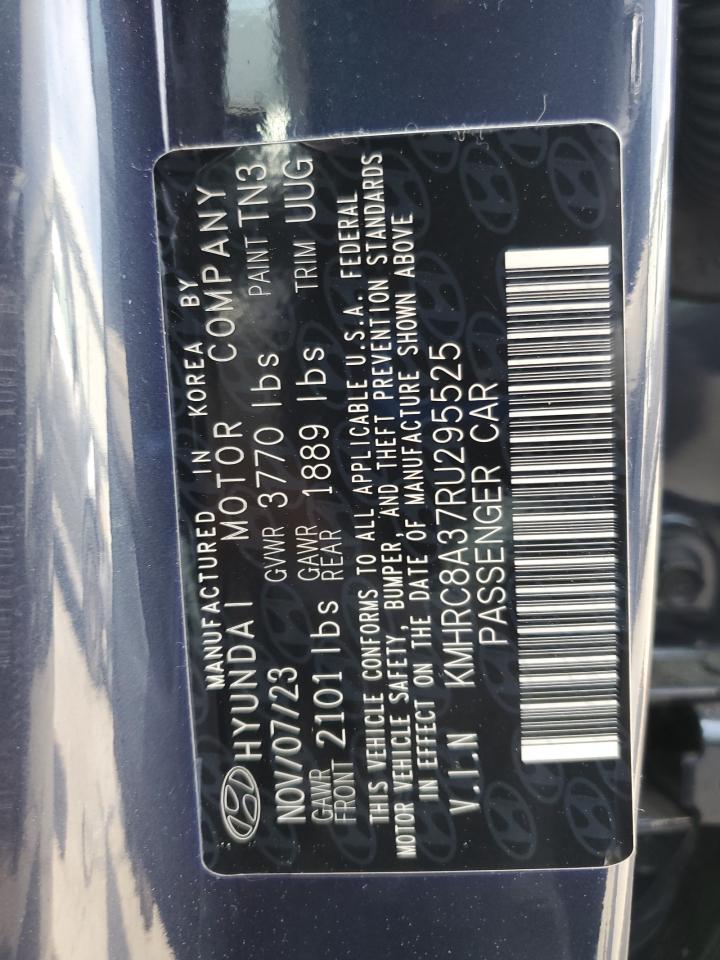 MANUFACTURED IN KOREA BY
HYUNDAI MOTOR COMPANY
NOV/07/23 GVWR 3770 lbs PAINT TN3
GAWR FRONT 2101 lbs GAWR REAR 1889 lbs TRIM UUG
THIS VEHICLE CONFORMS TO ALL APPLICABLE U.S.A. FEDERAL
MOTOR VEHICLE SAFETY, BUMPER, AND THEFT PREVENTION STANDARDS
IN EFFECT ON THE DATE OF MANUFACTURE SHOWN ABOVE
V.I.N KMHRC8A37RU295525
PASSENGER CAR